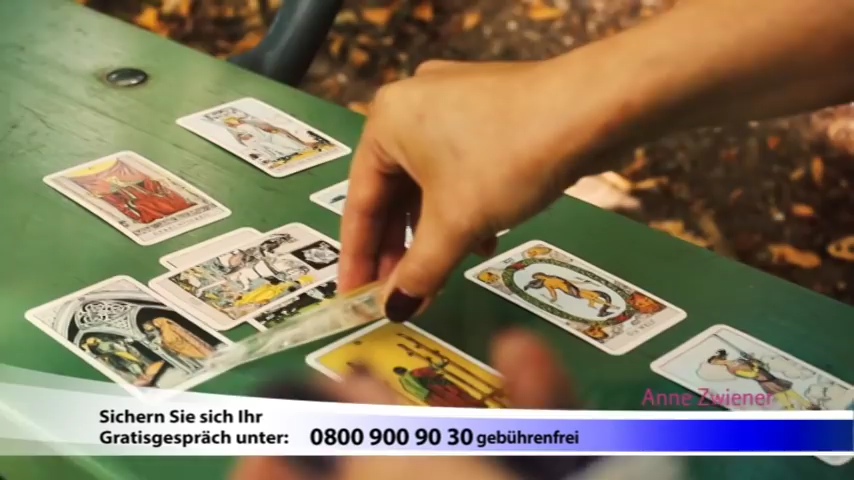 Anne Zwiener
Sichern Sie sich Ihr
Gratisgespräch unter: 0800 900 90 30 gebührenfrei